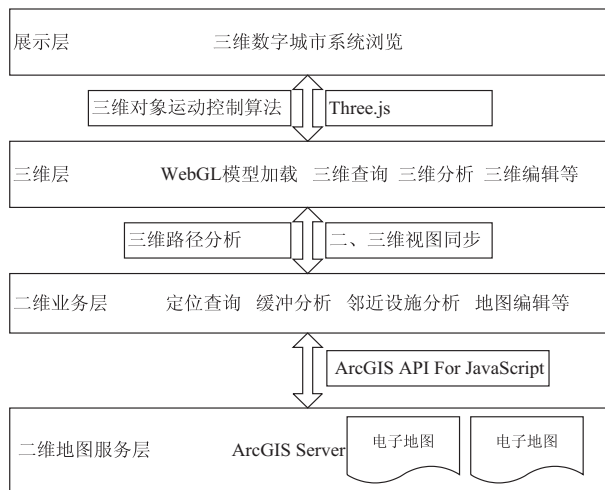 展示层 三维数字城市系统浏览
三维对象运动控制算法 Three.js
三维层 WebGL模型加载 三维查询 三维分析 三维编辑等
三维路径分析 二、三维视图同步
二维业务层 定位查询 缓冲分析 邻近设施分析 地图编辑等
ArcGIS API For JavaScript
二维地图服务层 ArcGIS Server 电子地图 电子地图